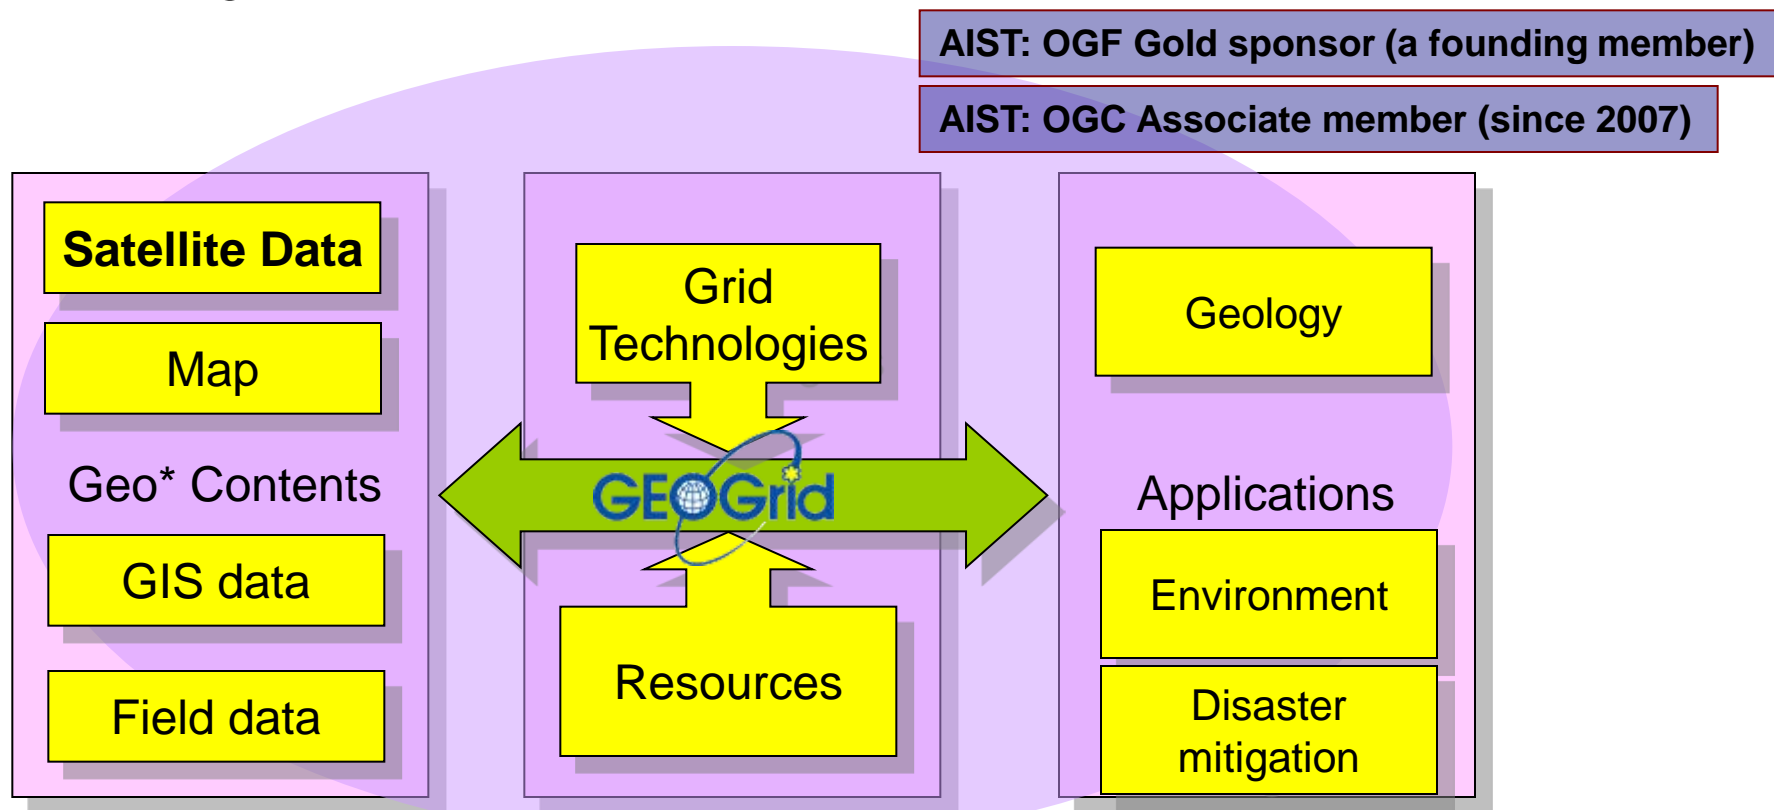 AIST: OGF Gold sponsor (a founding member)
AIST: OGC Associate member (since 2007)
Satellite Data
Map
Geo* Contents
GIS data
Field data
Grid
Technologies
GEOGrid
Resources
Geology
Applications
Environment
Disaster
mitigation